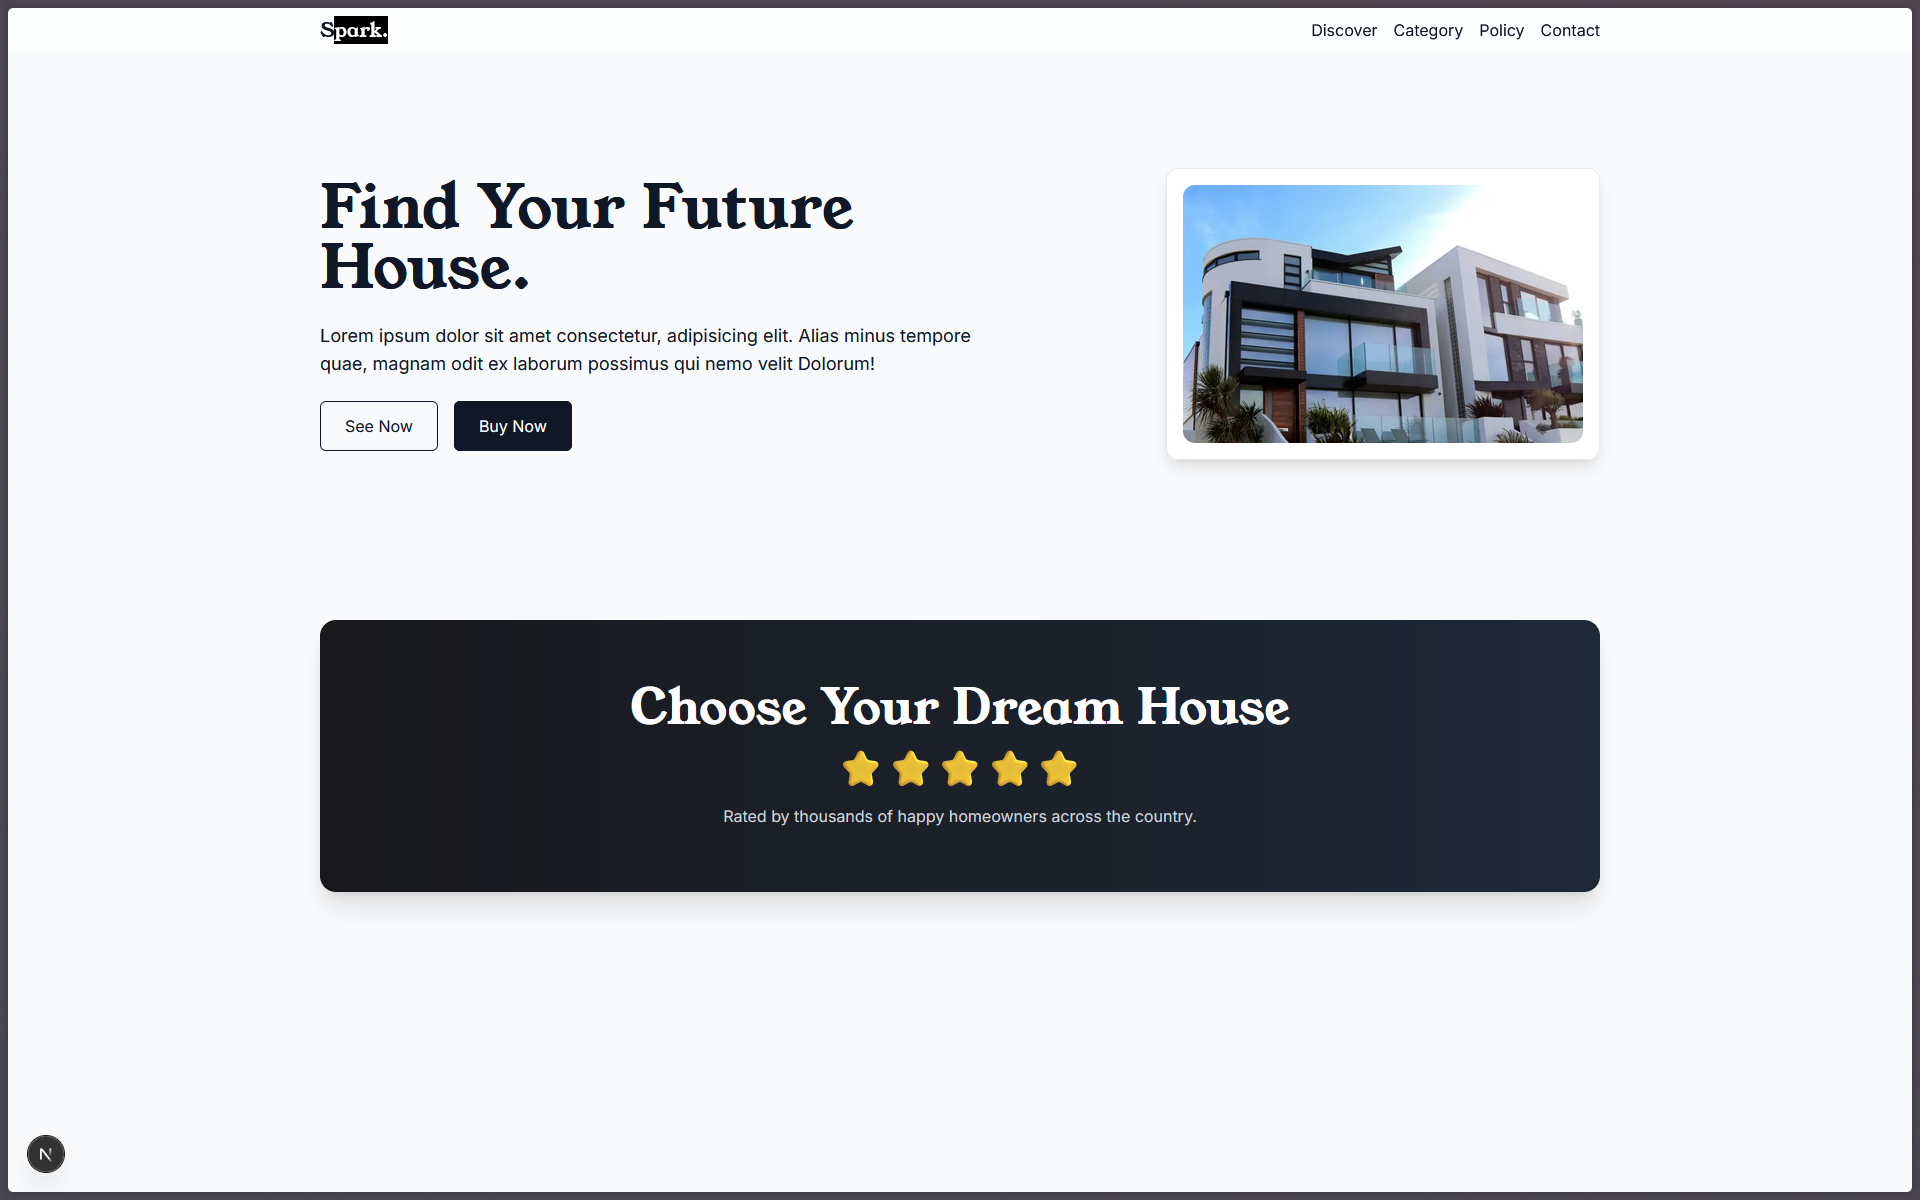 Spark.
Discover Category Policy Contact
Find Your Future
House.
Lorem ipsum dolor sit amet consectetur, adipisicing elit. Alias minus tempore
quae, magnam odit ex laborum possimus qui nemo velit Dolorum!
See Now Buy Now
Choose Your Dream House
Rated by thousands of happy homeowners across the country.
N